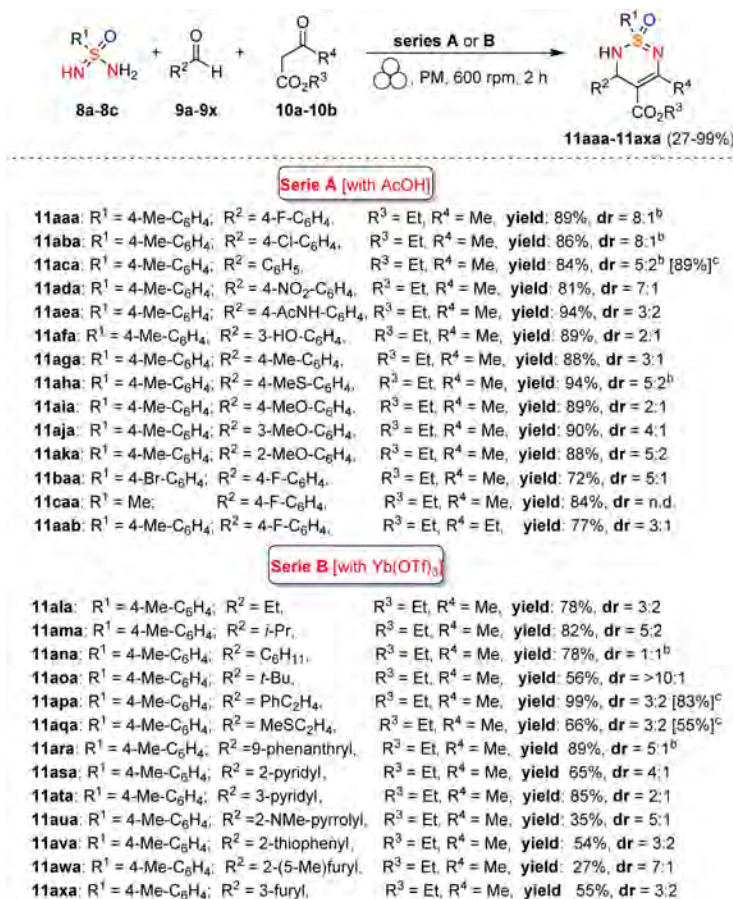 R¹ O R¹ O
O series A or B HN S N
HN S NH₂ + R² H + R⁴ , PM, 600 rpm, 2 h R² R⁴
CO₂R³ CO₂R³
8a-8c 9a-9x 10a-10b 11aaa-11axa (27-99%)
Serie A [with AcOH]
11aaa: R¹ = 4-Me-C₆H₄; R² = 4-F-C₆H₄, R³ = Et, R⁴ = Me, yield: 89%, dr = 8:1ᵇ
11aba: R¹ = 4-Me-C₆H₄; R² = 4-Cl-C₆H₄, R³ = Et, R⁴ = Me, yield: 86%, dr = 8:1ᵇ
11aca: R¹ = 4-Me-C₆H₄; R² = C₆H₅, R³ = Et, R⁴ = Me, yield: 84%, dr = 5:2ᵇ [89%]ᶜ
11ada: R¹ = 4-Me-C₆H₄; R² = 4-NO₂-C₆H₄, R³ = Et, R⁴ = Me, yield: 81%, dr = 7:1
11aea: R¹ = 4-Me-C₆H₄; R² = 4-AcNH-C₆H₄, R³ = Et, R⁴ = Me, yield: 94%, dr = 3:2
11afa: R¹ = 4-Me-C₆H₄, R² = 3-HO-C₆H₄, R³ = Et, R⁴ = Me, yield: 89%, dr = 2:1
11aga: R¹ = 4-Me-C₆H₄; R² = 4-Me-C₆H₄, R³ = Et, R⁴ = Me, yield: 88%, dr = 3:1
11aha: R¹ = 4-Me-C₆H₄; R² = 4-MeS-C₆H₄, R³ = Et, R⁴ = Me, yield: 94%, dr = 5:2ᵇ
11aia: R¹ = 4-Me-C₆H₄; R² = 4-MeO-C₆H₄, R³ = Et, R⁴ = Me, yield: 89%, dr = 2:1
11aja: R¹ = 4-Me-C₆H₄; R² = 3-MeO-C₆H₄, R³ = Et, R⁴ = Me, yield: 90%, dr = 4:1
11aka: R¹ = 4-Me-C₆H₄; R² = 2-MeO-C₆H₄, R³ = Et, R⁴ = Me, yield: 88%, dr = 5:2
11baa: R¹ = 4-Br-C₆H₄; R² = 4-F-C₆H₄, R³ = Et, R⁴ = Me, yield: 72%, dr = 5:1
11caa: R¹ = Me; R² = 4-F-C₆H₄, R³ = Et, R⁴ = Me, yield: 84%, dr = n.d.
11aab: R¹ = 4-Me-C₆H₄; R² = 4-F-C₆H₄, R³ = Et, R⁴ = Et, yield: 77%, dr = 3:1
Serie B [with Yb(OTf)₃]
11ala: R¹ = 4-Me-C₆H₄; R² = Et, R³ = Et, R⁴ = Me, yield: 78%, dr = 3:2
11ama: R¹ = 4-Me-C₆H₄; R² = i-Pr, R³ = Et, R⁴ = Me, yield: 82%, dr = 5:2
11ana: R¹ = 4-Me-C₆H₄; R² = C₆H₁₁, R³ = Et, R⁴ = Me, yield: 78%, dr = 1:1ᵇ
11aoa: R¹ = 4-Me-C₆H₄; R² = t-Bu, R³ = Et, R⁴ = Me, yield: 56%, dr = >10:1
11apa: R¹ = 4-Me-C₆H₄; R² = PhC₂H₄, R³ = Et, R⁴ = Me, yield: 99%, dr = 3:2 [83%]ᶜ
11aqa: R¹ = 4-Me-C₆H₄; R² = MeSC₂H₄, R³ = Et, R⁴ = Me, yield: 66%, dr = 3:2 [55%]ᶜ
11ara: R¹ = 4-Me-C₆H₄; R² =9-phenanthryl, R³ = Et, R⁴ = Me, yield 89%, dr = 5:1ᵇ
11asa: R¹ = 4-Me-C₆H₄; R² = 2-pyridyl, R³ = Et, R⁴ = Me, yield 65%, dr = 4:1
11ata: R¹ = 4-Me-C₆H₄; R² = 3-pyridyl, R³ = Et, R⁴ = Me, yield: 85%, dr = 2:1
11aua: R¹ = 4-Me-C₆H₄; R² =2-NMe-pyrrolyl, R³ = Et, R⁴ = Me, yield: 35%, dr = 5:1
11ava: R¹ = 4-Me-C₆H₄; R² = 2-thiophenyl, R³ = Et, R⁴ = Me, yield: 54%, dr = 3:2
11awa: R¹ = 4-Me-C₆H₄; R² = 2-(5-Me)furyl, R³ = Et, R⁴ = Me, yield: 27%, dr = 7:1
11axa: R¹ = 4-Me-C₆H₄; R² = 3-furyl, R³ = Et, R⁴ = Me, yield 55%, dr = 3:2